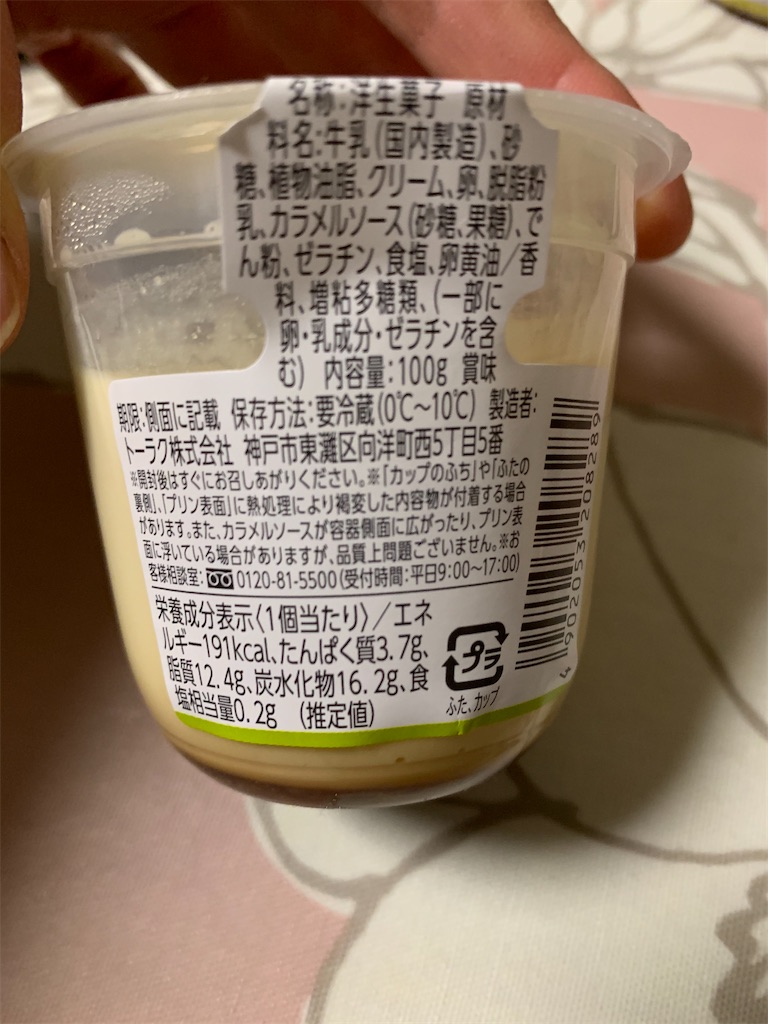 名称:洋生菓子 原材
料名:牛乳(国内製造)、砂
糖、植物油脂、クリーム、卵、脱脂粉
乳、カラメルソース(砂糖、果糖)、で
ん粉、ゼラチン、食塩、卵黄油/香
料、増粘多糖類、(一部に
卵・乳成分・ゼラチンを含
む) 内容量:100g 賞味
期限:側面に記載 保存方法:要冷蔵(0℃〜10℃) 製造者:
トーラク株式会社 神戸市東灘区向洋町西5丁目5番
※開封後はすぐにお召しあがりください。※「カップのふち」や「ふたの
裏側」、「プリン表面」に熱処理により褐変した内容物が付着する場合
があります。また、カラメルソースが容器側面に広がったり、プリン表
面に浮いている場合がありますが、品質上問題ございません。※お
客様相談室: 0120-81-5500(受付時間:平日9:00〜17:00)
栄養成分表示〈1個当たり〉/エネ
ルギー191kcal、たんぱく質3.7g、
脂質12.4g、炭水化物16.2g、食
塩相当量0.2g (推定値)
プラ
ふた、カップ
4 902053 208289